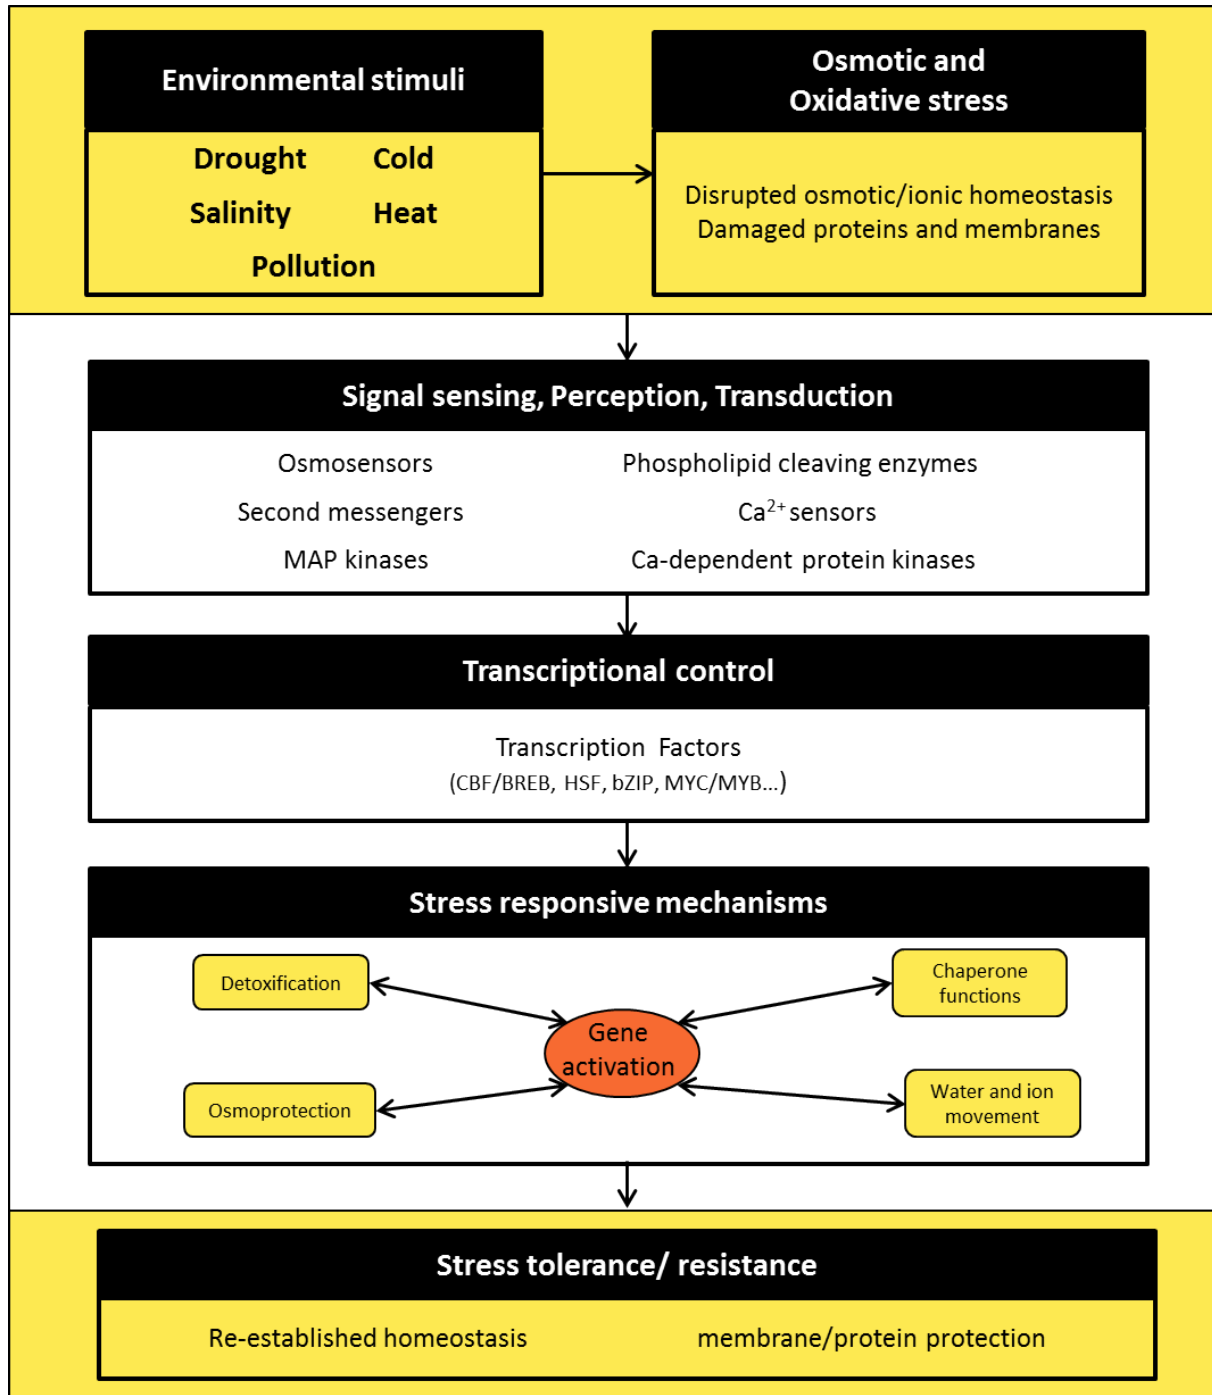 Environmental stimuli
Drought Cold
Salinity Heat
Pollution
Osmotic and
Oxidative stress
Disrupted osmotic/ionic homeostasis
Damaged proteins and membranes
Signal sensing, Perception, Transduction
Osmosensors Phospholipid cleaving enzymes
Second messengers Ca²⁺ sensors
MAP kinases Ca-dependent protein kinases
Transcriptional control
Transcription Factors
(CBF/BREB, HSF, bZIP, MYC/MYB...)
Stress responsive mechanisms
Detoxification
Chaperone
functions
Gene
activation
Osmoprotection
Water and ion
movement
Stress tolerance/ resistance
Re-established homeostasis membrane/protein protection